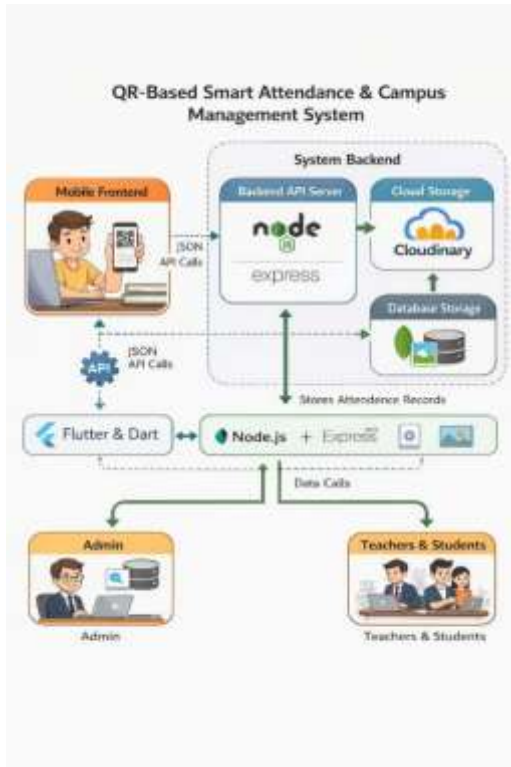 QR-Based Smart Attendance & Campus
Management System
System Backend
Mobile Frontend
Backend API Server
Cloud Storage
node
JS
express
Cloudinary
JSON
API Calls
Database Storage
API
JSON
API Calls
Stores Attendence Records
Flutter & Dart
Node.js + Express
Data Calls
Admin
Teachers & Students
Admin
Teachers & Students